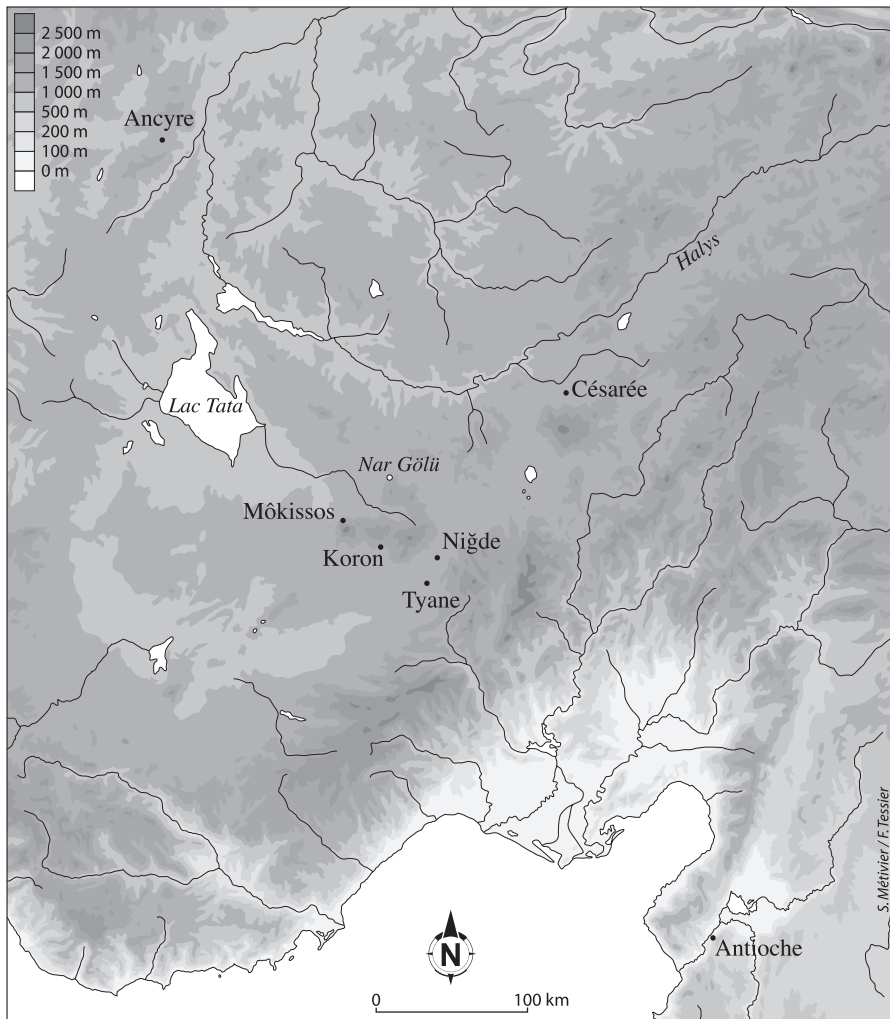 2 500 m
2 000 m
1 500 m
1 000 m
500 m
200 m
100 m
0 m
Ancyre
Halys
Césarée
Lac Tata
Nar Gölü
Môkissos
Niğde
Koron
Tyane
S. Métivier / F. Tessier
N
Antioche
0 100 km